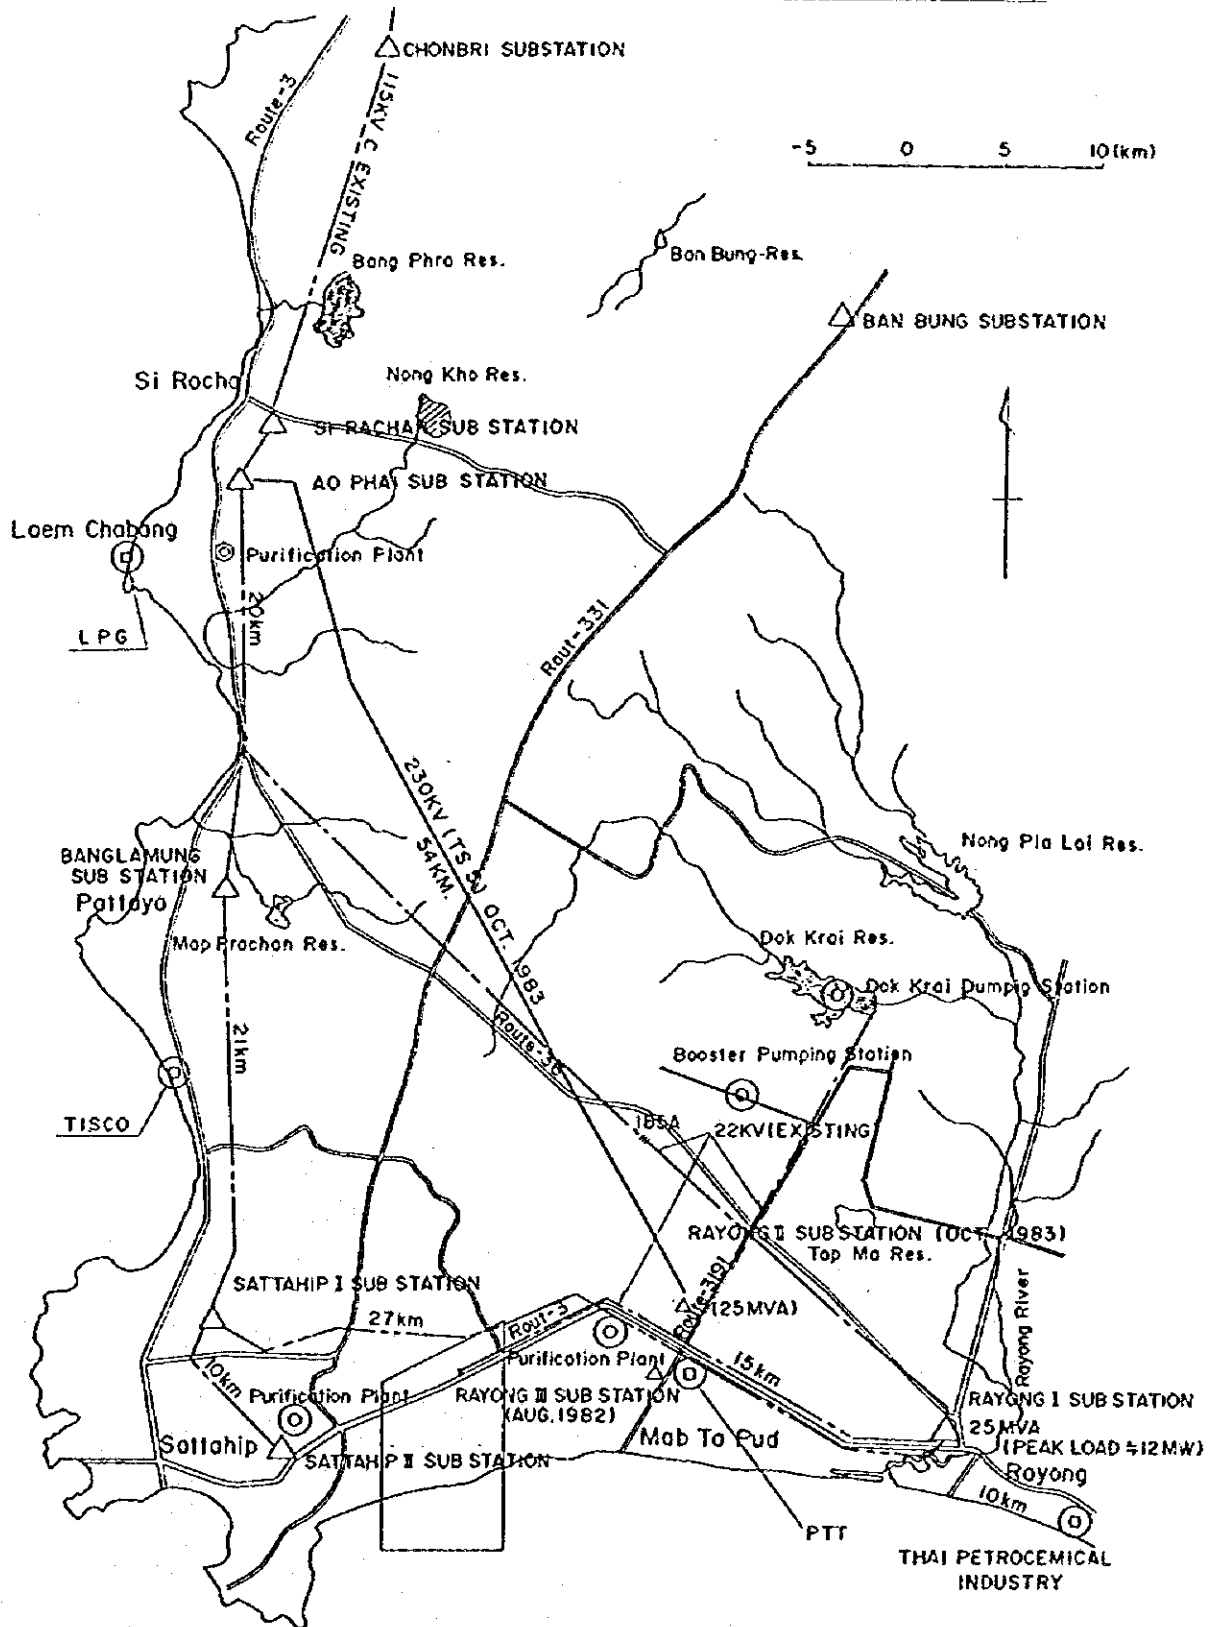 CHONBRI SUBSTATION
Route-3
115KV C EXISTING
-5 0 5 10(km)
Bang Phra Res.
Ban Bung-Res.
BAN BUNG SUBSTATION
Si Racha
Nong Kho Res.
SI RACHA SUB STATION
AO PHAI SUB STATION
Laem Chabang
Purification Plant
LPG
20km
Rout-331
230KV (TS 5) OCT. 1983
54KM.
Nong Pla Lai Res.
BANGLAMUNG
SUB STATION
Pattaya
Map Prachan Res.
Dok Krai Res.
Dok Krai Pumpig Station
21km
Route-36
Booster Pumping Station
TISCO
22KV(EXISTING)
RAYONG II SUB STATION (OCT. 1983)
Tap Ma Res.
SATTAHIP I SUB STATION
27km
Rout-3
(25MVA)
Route-3191
Rayong River
10km
Purification Plant
Purification Plant
15km
RAYONG III SUB STATION
(AUG.1982)
RAYONG I SUB STATION
25MVA
(PEAK LOAD ≒12MW)
Sattahip
SATTAHIP II SUB STATION
Mab Ta Pud
Rayong
10km
PTT
THAI PETROCEMICAL
INDUSTRY